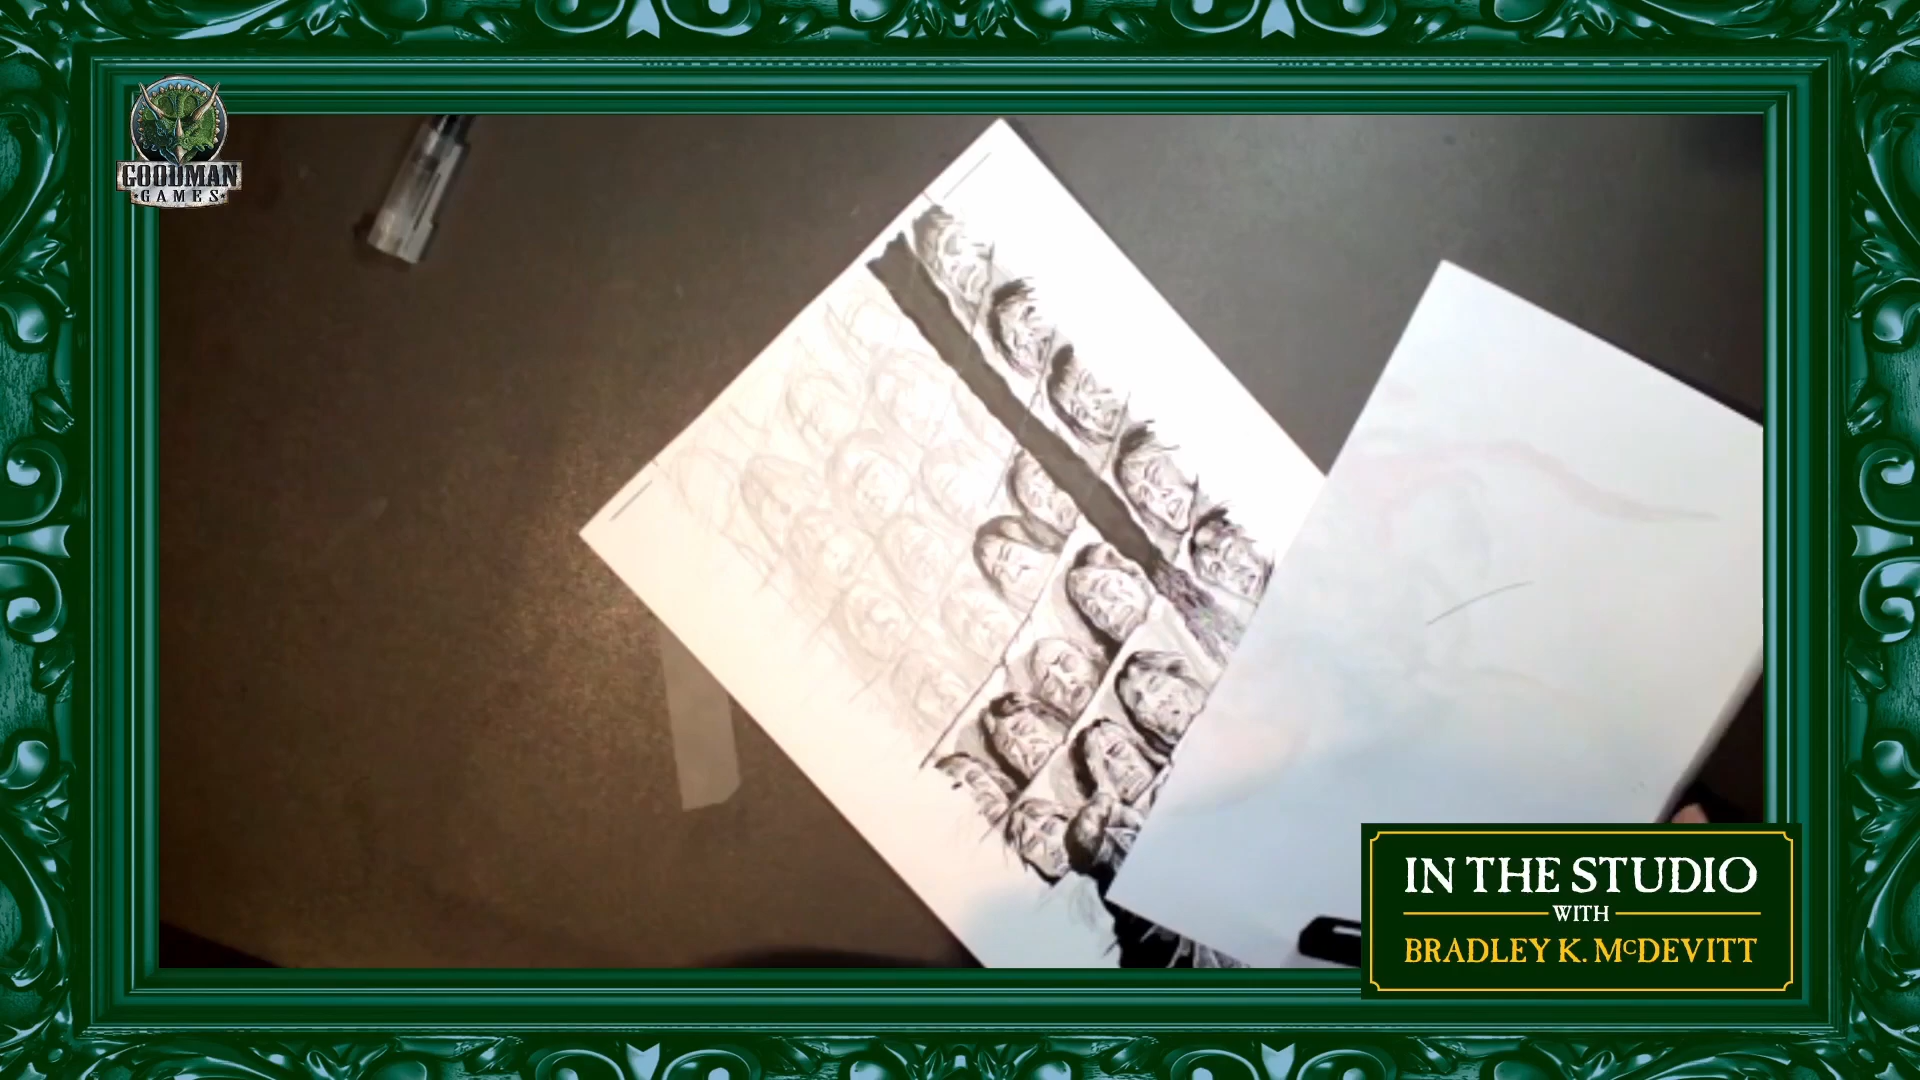 GOODMAN
GAMES
IN THE STUDIO
WITH
BRADLEY K. McDEVITT